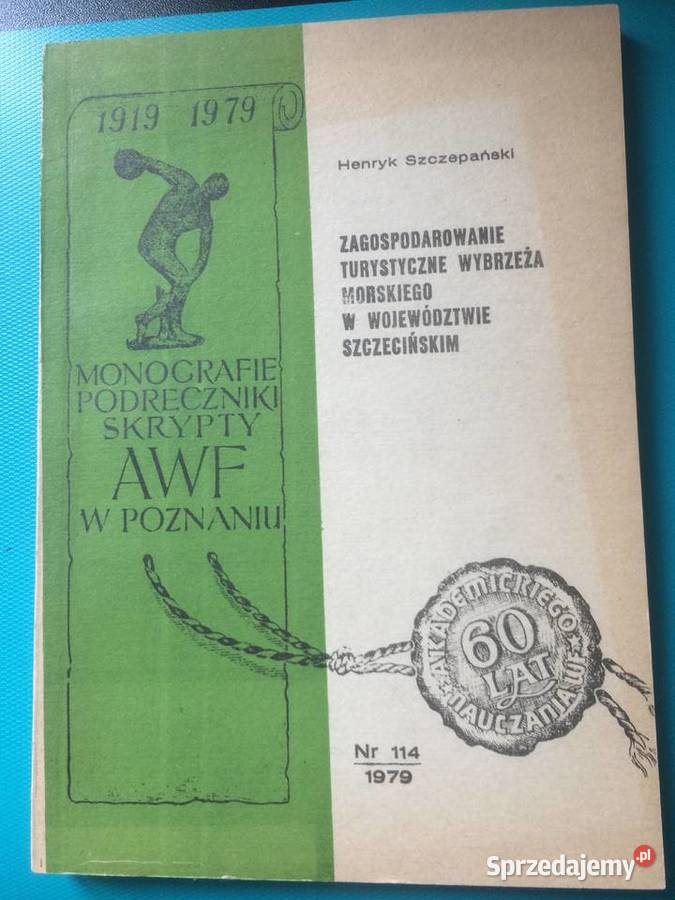 1919 1979
MONOGRAFIE
PODRĘCZNIKI
SKRYPTY
AWF
W POZNANIU
Henryk Szczepański
ZAGOSPODAROWANIE
TURYSTYCZNE WYBRZEŻA
MORSKIEGO
W WOJEWÓDZTWIE
SZCZECIŃSKIM
AKADEMICKIEGO
60
LAT
NAUCZANIA WF
Nr 114
1979
Sprzedajemy.pl